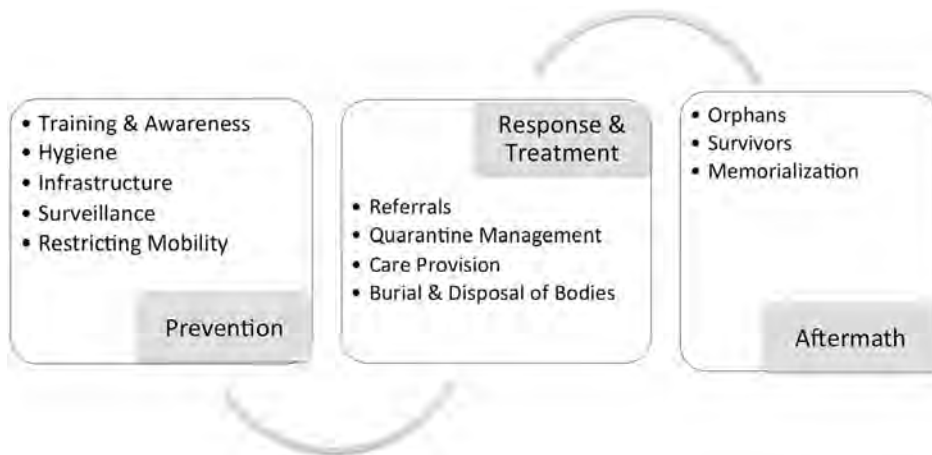 • Training & Awareness
• Hygiene
• Infrastructure
• Surveillance
• Restricting Mobility
Prevention
Response &
Treatment
• Referrals
• Quarantine Management
• Care Provision
• Burial & Disposal of Bodies
• Orphans
• Survivors
• Memorialization
Aftermath